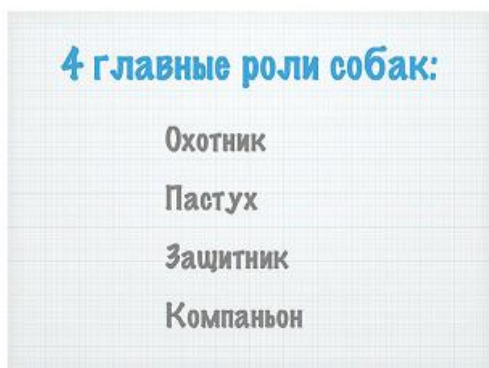 4 главные роли собак:
Охотник
Пастух
Защитник
Компаньон